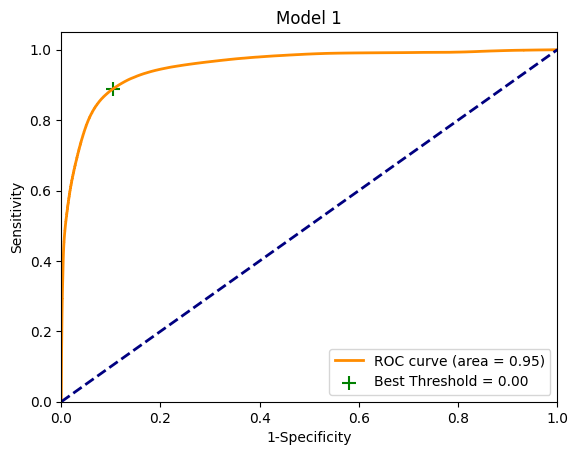 Model 1
Sensitivity
1.0
0.8
0.6
0.4
0.2
0.0
ROC curve (area = 0.95)
Best Threshold = 0.00
0.0 0.2 0.4 0.6 0.8 1.0
1-Specificity